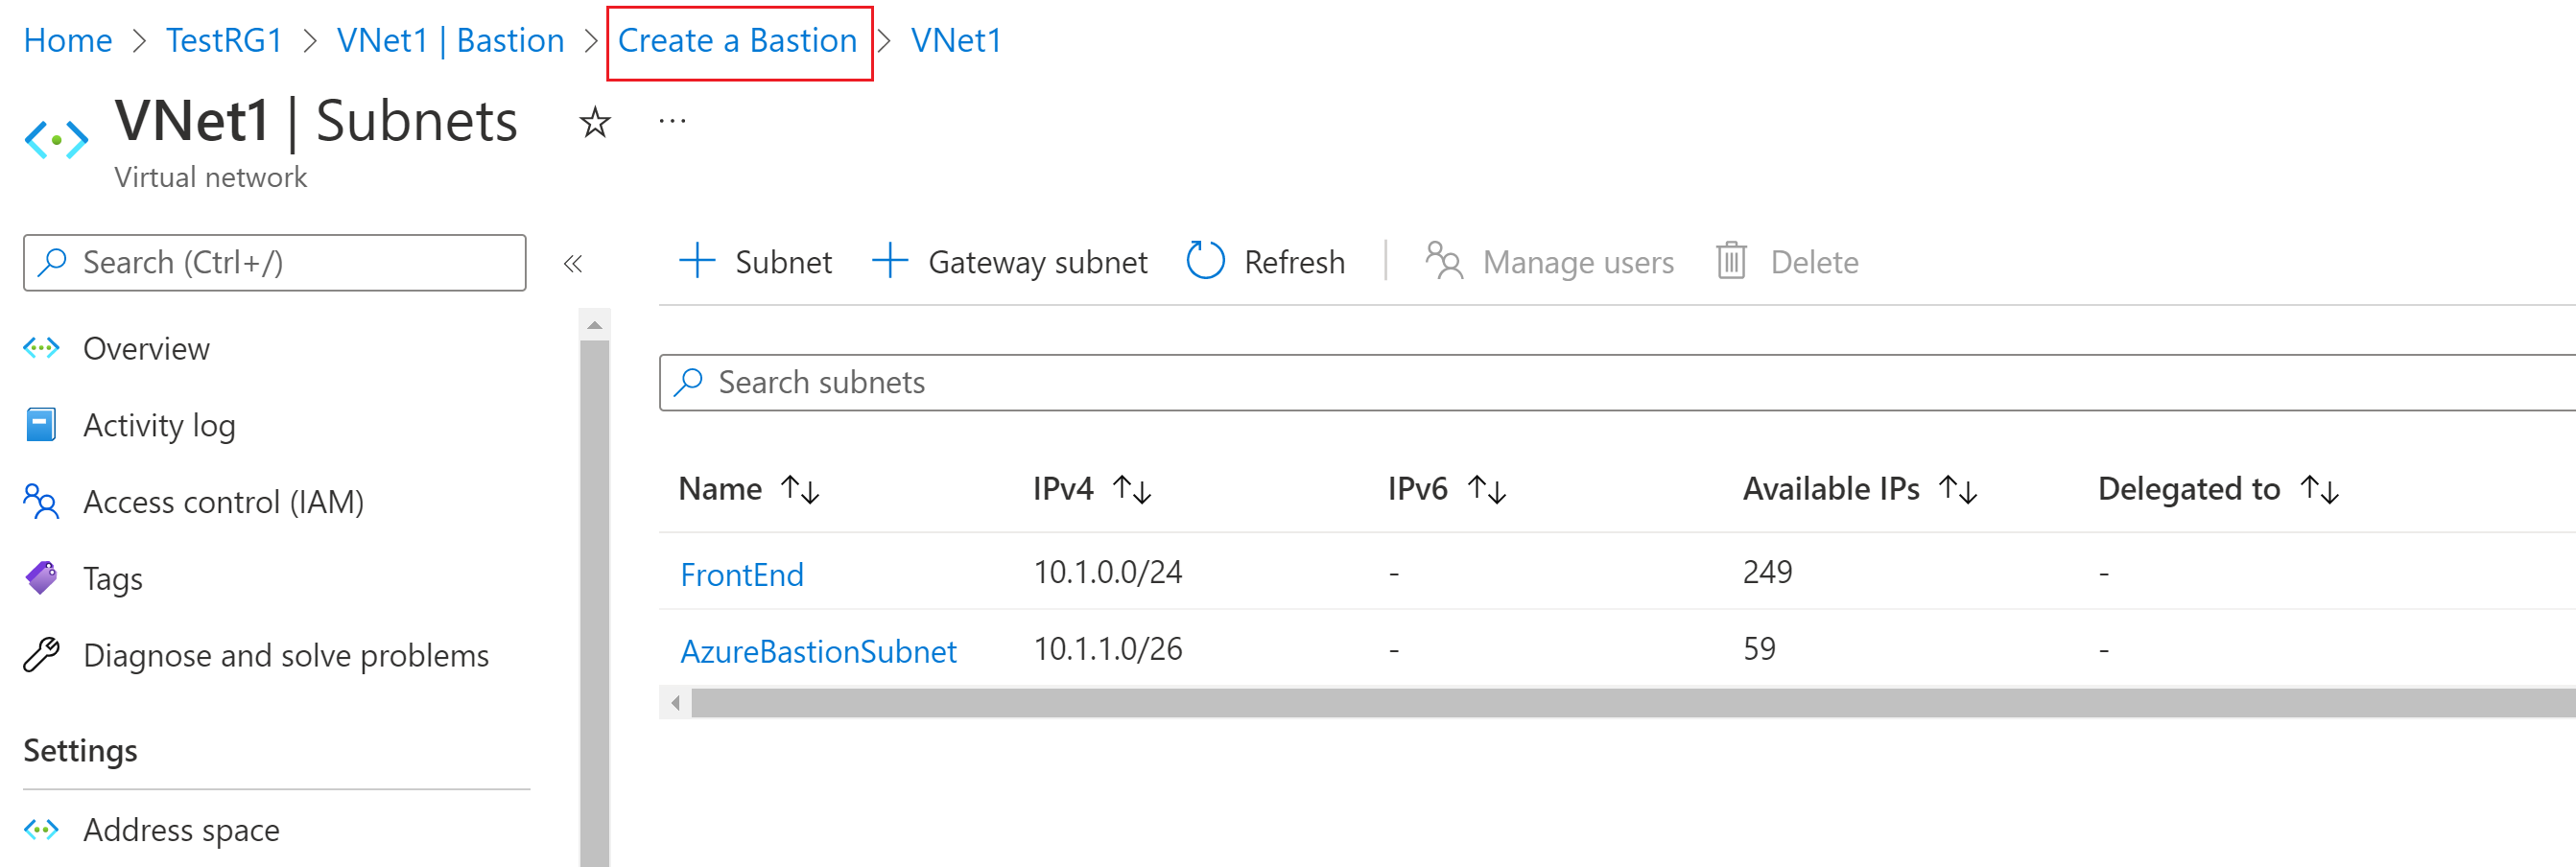 Home > TestRG1 > VNet1 | Bastion > Create a Bastion > VNet1
VNet1 | Subnets ...
Virtual network
Search (Ctrl+/) «
Overview
Activity log
Access control (IAM)
Tags
Diagnose and solve problems
Settings
Address space
+ Subnet + Gateway subnet Refresh | Manage users Delete
Search subnets
Name ↑↓ IPv4 ↑↓ IPv6 ↑↓ Available IPs ↑↓ Delegated to ↑↓
FrontEnd 10.1.0.0/24 - 249 -
AzureBastionSubnet 10.1.1.0/26 - 59 -